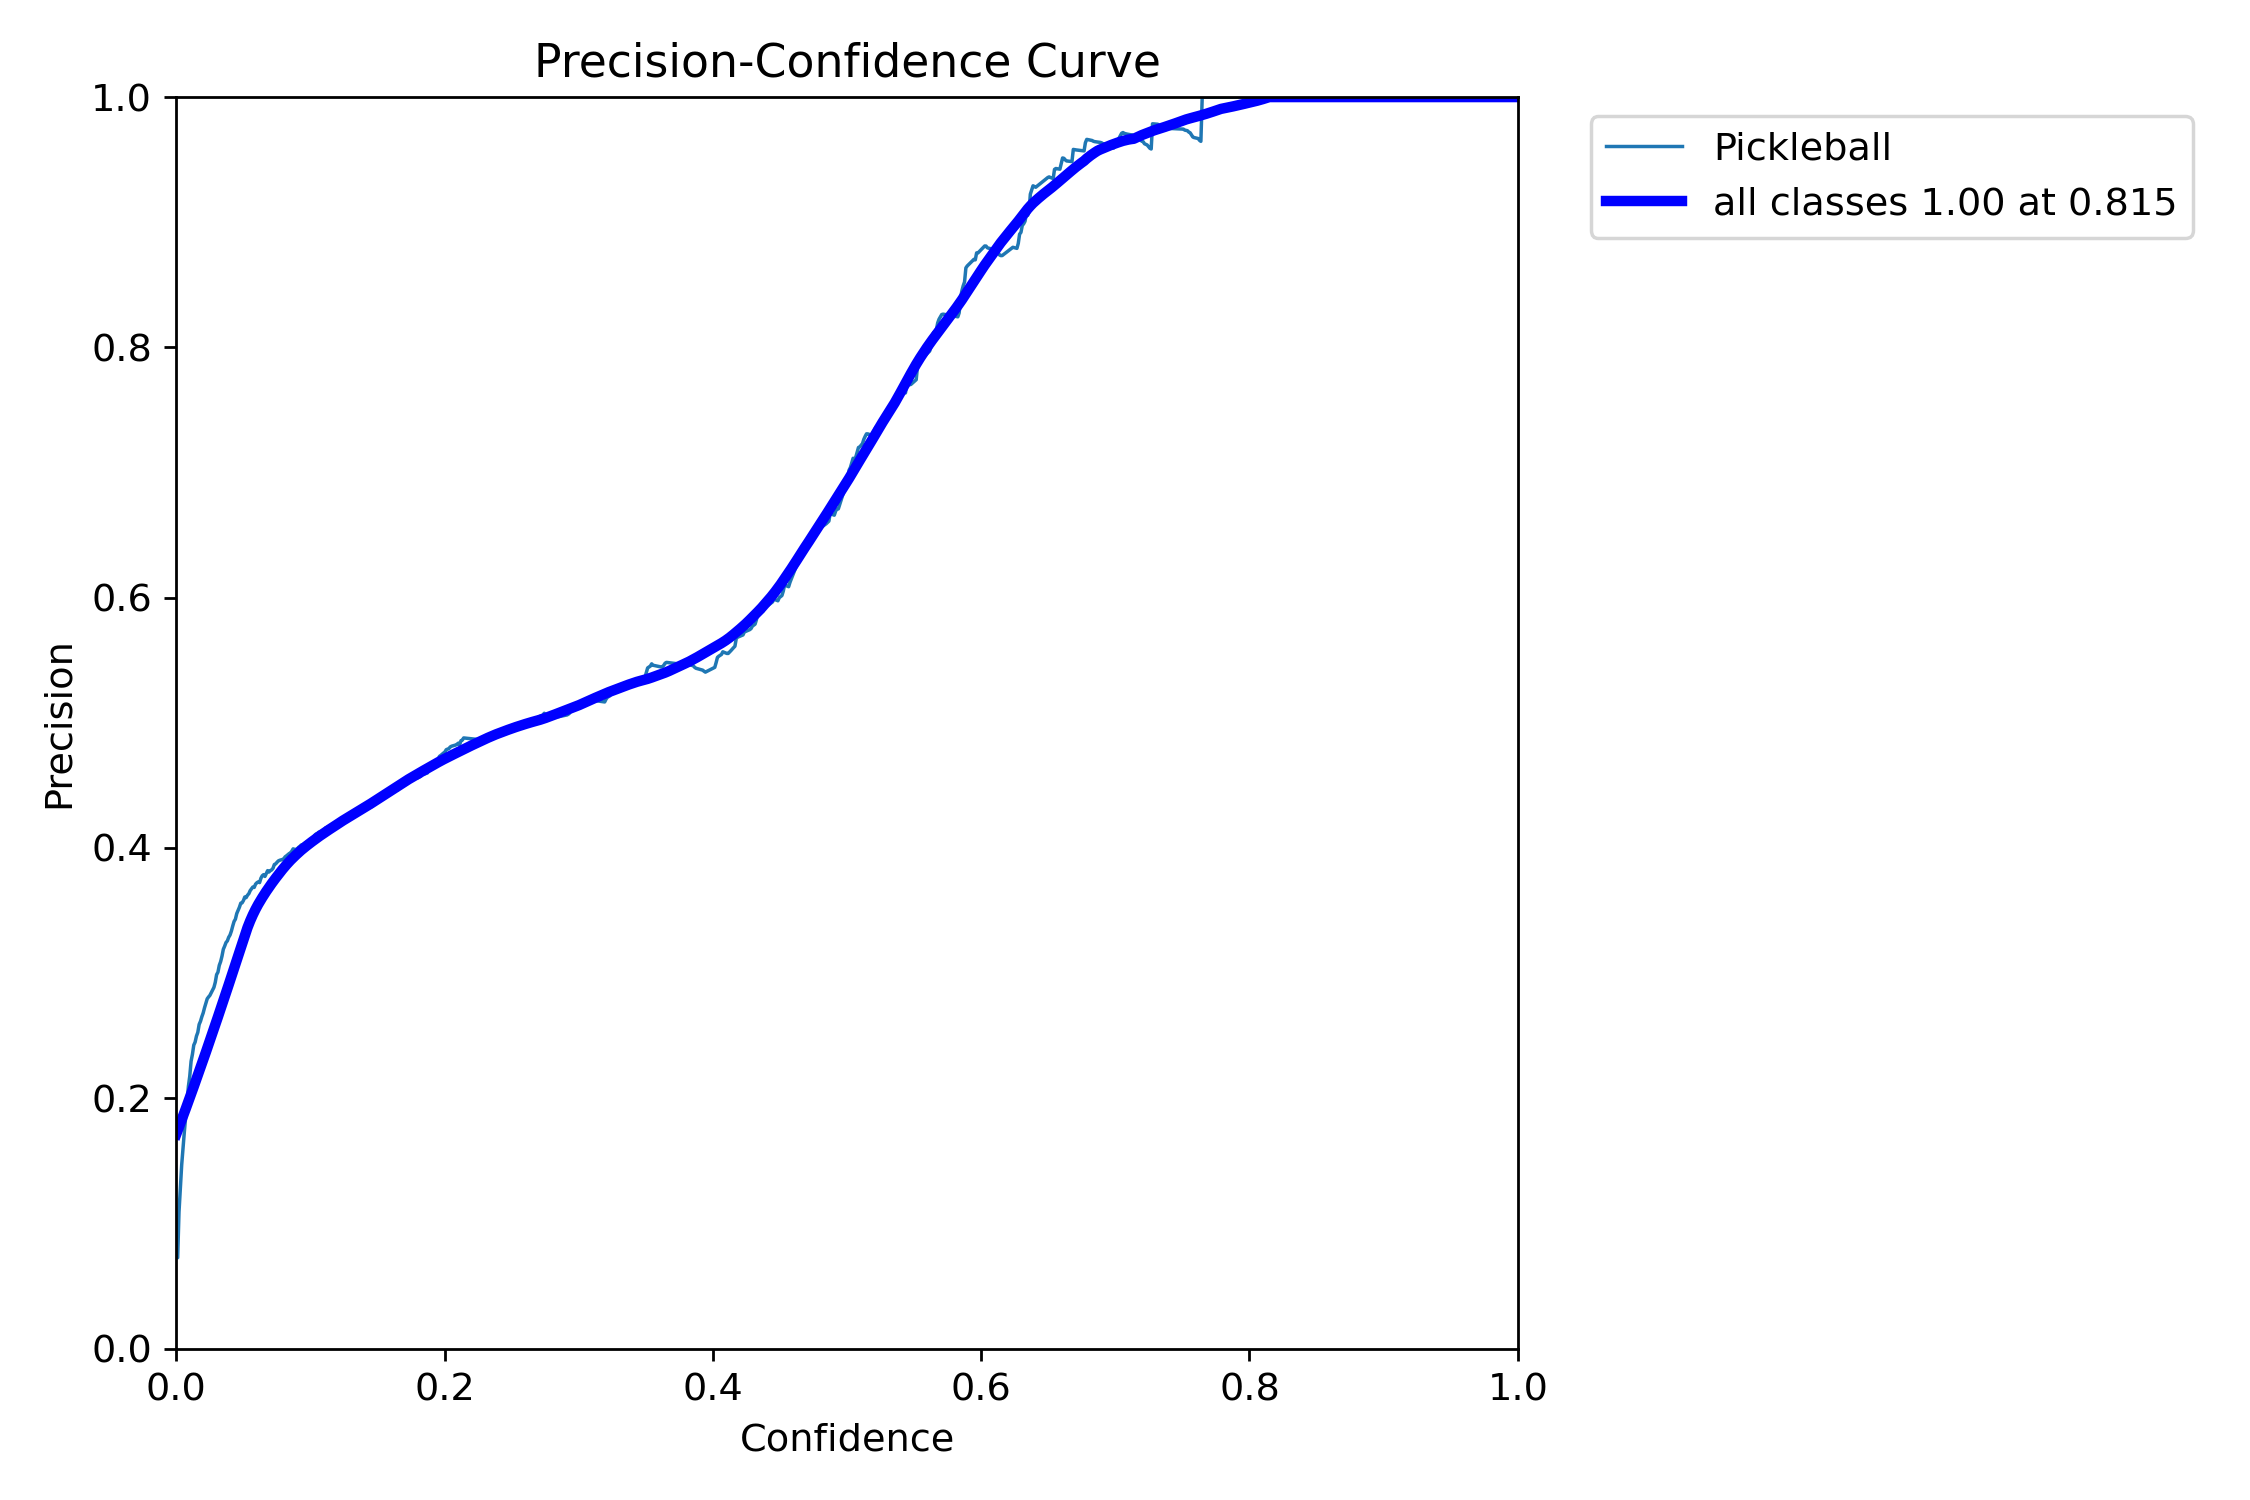 Precision-Confidence Curve
1.0
0.8
0.6
0.4
0.2
0.0
Precision
0.0 0.2 0.4 0.6 0.8 1.0
Confidence
Pickleball
all classes 1.00 at 0.815